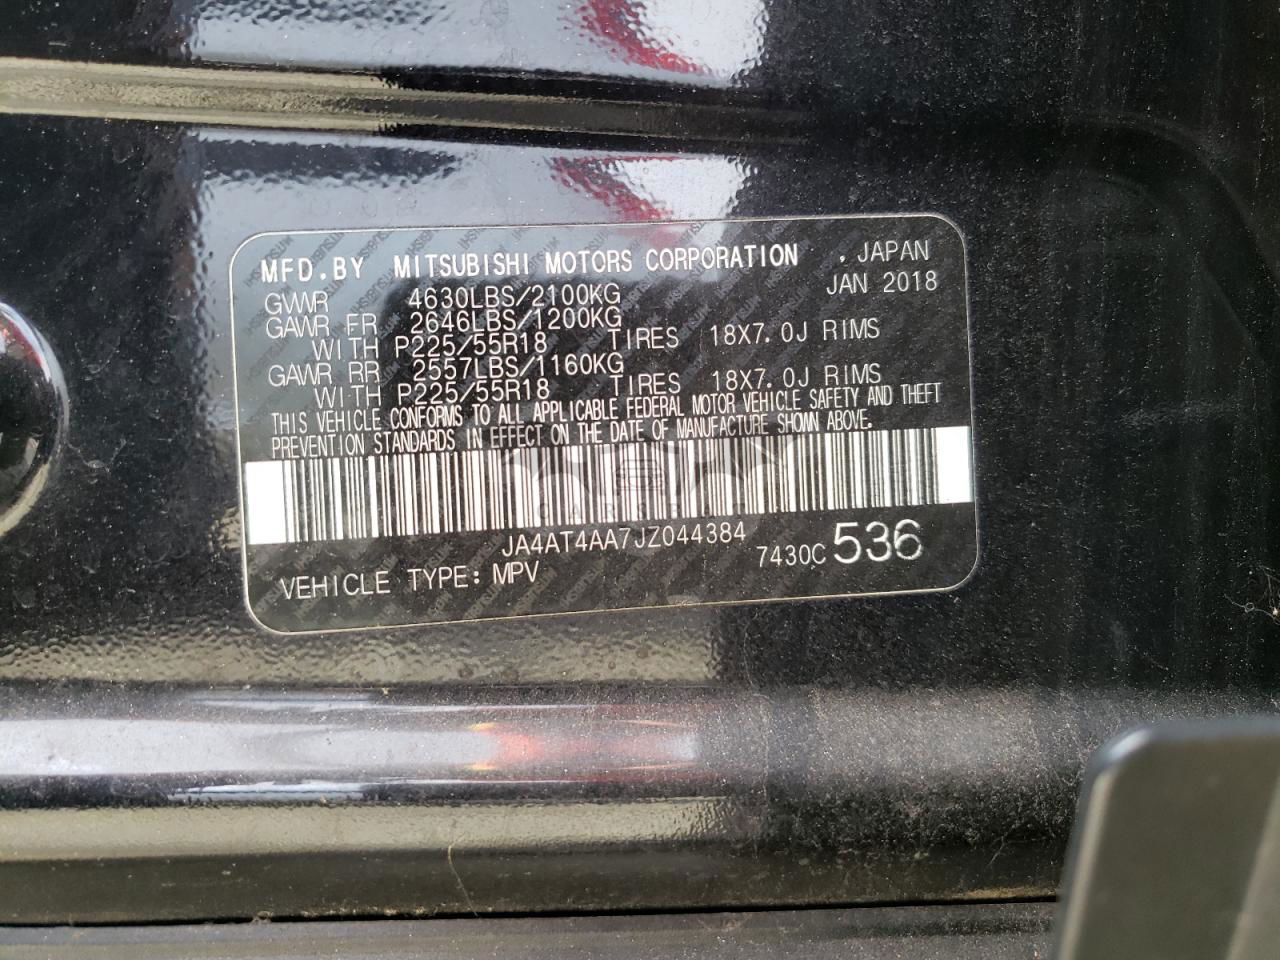 MFD.BY MITSUBISHI MOTORS CORPORATION , JAPAN
GVWR 4630LBS/2100KG JAN 2018
GAWR FR 2646LBS/1200KG
WITH P225/55R18 TIRES 18X7.0J RIMS
GAWR RR 2557LBS/1160KG
WITH P225/55R18 TIRES 18X7.0J RIMS
THIS VEHICLE CONFORMS TO ALL APPLICABLE FEDERAL MOTOR VEHICLE SAFETY AND THEFT
PREVENTION STANDARDS IN EFFECT ON THE DATE OF MANUFACTURE SHOWN ABOVE.
JA4AT4AA7JZ044384
7430C 536
VEHICLE TYPE: MPV